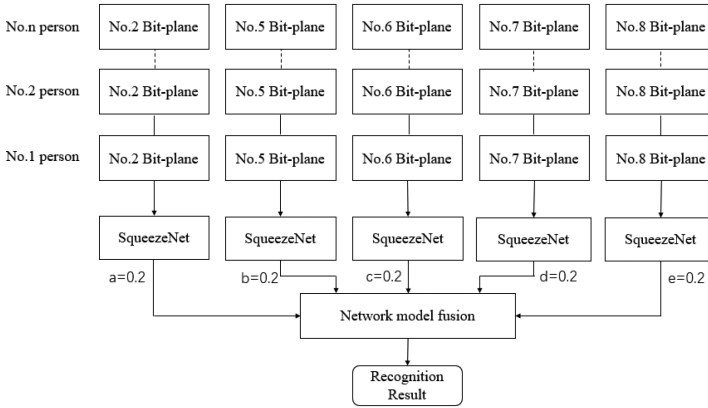 No.n person No.2 Bit-plane No.5 Bit-plane No.6 Bit-plane No.7 Bit-plane No.8 Bit-plane
No.2 person No.2 Bit-plane No.5 Bit-plane No.6 Bit-plane No.7 Bit-plane No.8 Bit-plane
No.1 person No.2 Bit-plane No.5 Bit-plane No.6 Bit-plane No.7 Bit-plane No.8 Bit-plane
SqueezeNet SqueezeNet SqueezeNet SqueezeNet SqueezeNet
a=0.2 b=0.2 c=0.2 d=0.2 e=0.2
Network model fusion
Recognition
Result